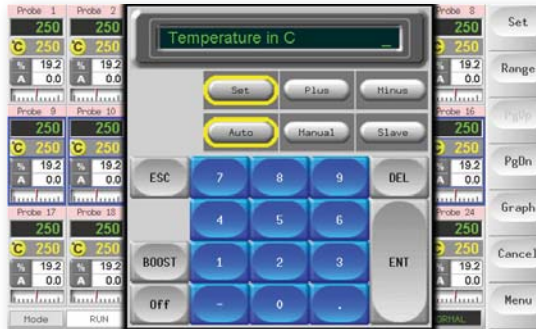 Probe 1 Probe 2 Probe 8
250 250 250
°C 250 °C 250 250
% 19.2 % 19.2 19.2
A 0.0 A 0.0 0.0
Probe 9 Probe 10 Probe 16
250 250 250
°C 250 °C 250 250
% 19.2 % 19.2 19.2
A 0.0 A 0.0 0.0
Probe 17 Probe 18 Probe 24
250 250 250
°C 250 °C 250 250
% 19.2 % 19.2 19.2
A 0.0 A 0.0 0.0
Mode RUN
Temperature in C _
Set Plus Minus
Auto Manual Slave
ESC 7 8 9 DEL
4 5 6
BOOST 1 2 3 ENT
Off - 0 .
Set
Range
PgUp
PgDn
Graph
Cancel
Menu